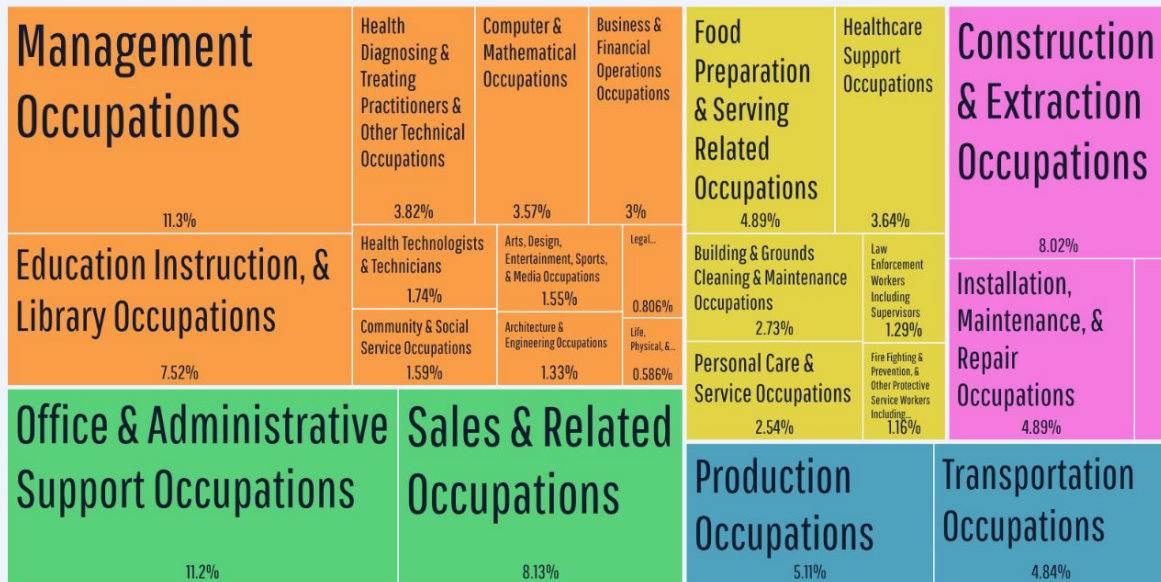 Management
Occupations
11.3%
Education Instruction, &
Library Occupations
7.52%
Health
Diagnosing &
Treating
Practitioners &
Other Technical
Occupations
3.82%
Computer &
Mathematical
Occupations
3.57%
Business &
Financial
Operations
Occupations
3%
Health Technologists
& Technicians
1.74%
Arts, Design,
Entertainment, Sports,
& Media Occupations
1.55%
Legal...
0.806%
Community & Social
Service Occupations
1.59%
Architecture &
Engineering Occupations
1.33%
Life,
Physical, &...
0.586%
Office & Administrative
Support Occupations
11.2%
Sales & Related
Occupations
8.13%
Food
Preparation
& Serving
Related
Occupations
4.89%
Healthcare
Support
Occupations
3.64%
Building & Grounds
Cleaning & Maintenance
Occupations
2.73%
Law
Enforcement
Workers
Including
Supervisors
1.29%
Personal Care &
Service Occupations
2.54%
Fire Fighting &
Prevention, &
Other Protective
Service Workers
Including...
1.16%
Construction
& Extraction
Occupations
8.02%
Installation,
Maintenance, &
Repair
Occupations
4.89%
Production
Occupations
5.11%
Transportation
Occupations
4.84%